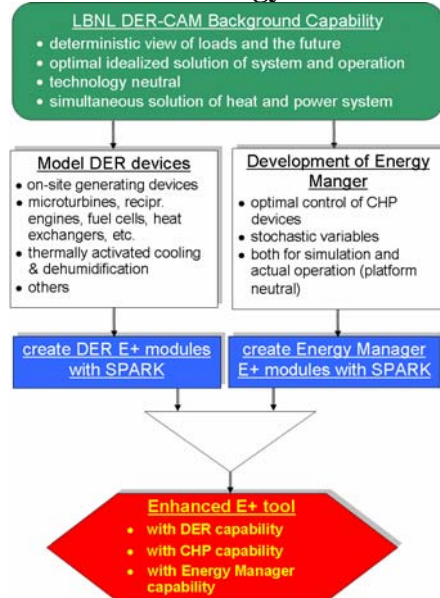 LBNL DER-CAM Background Capability
• deterministic view of loads and the future
• optimal idealized solution of system and operation
• technology neutral
• simultaneous solution of heat and power system
Model DER devices
• on-site generating devices
• microturbines, recipr.
engines, fuel cells, heat
exchangers, etc.
• thermally activated cooling
& dehumidification
• others
Development of Energy
Manger
• optimal control of CHP
devices
• stochastic variables
• both for simulation and
actual operation (platform
neutral)
create DER E+ modules
with SPARK
create Energy Manager
E+ modules with SPARK
Enhanced E+ tool
• with DER capability
• with CHP capability
• with Energy Manager
capability